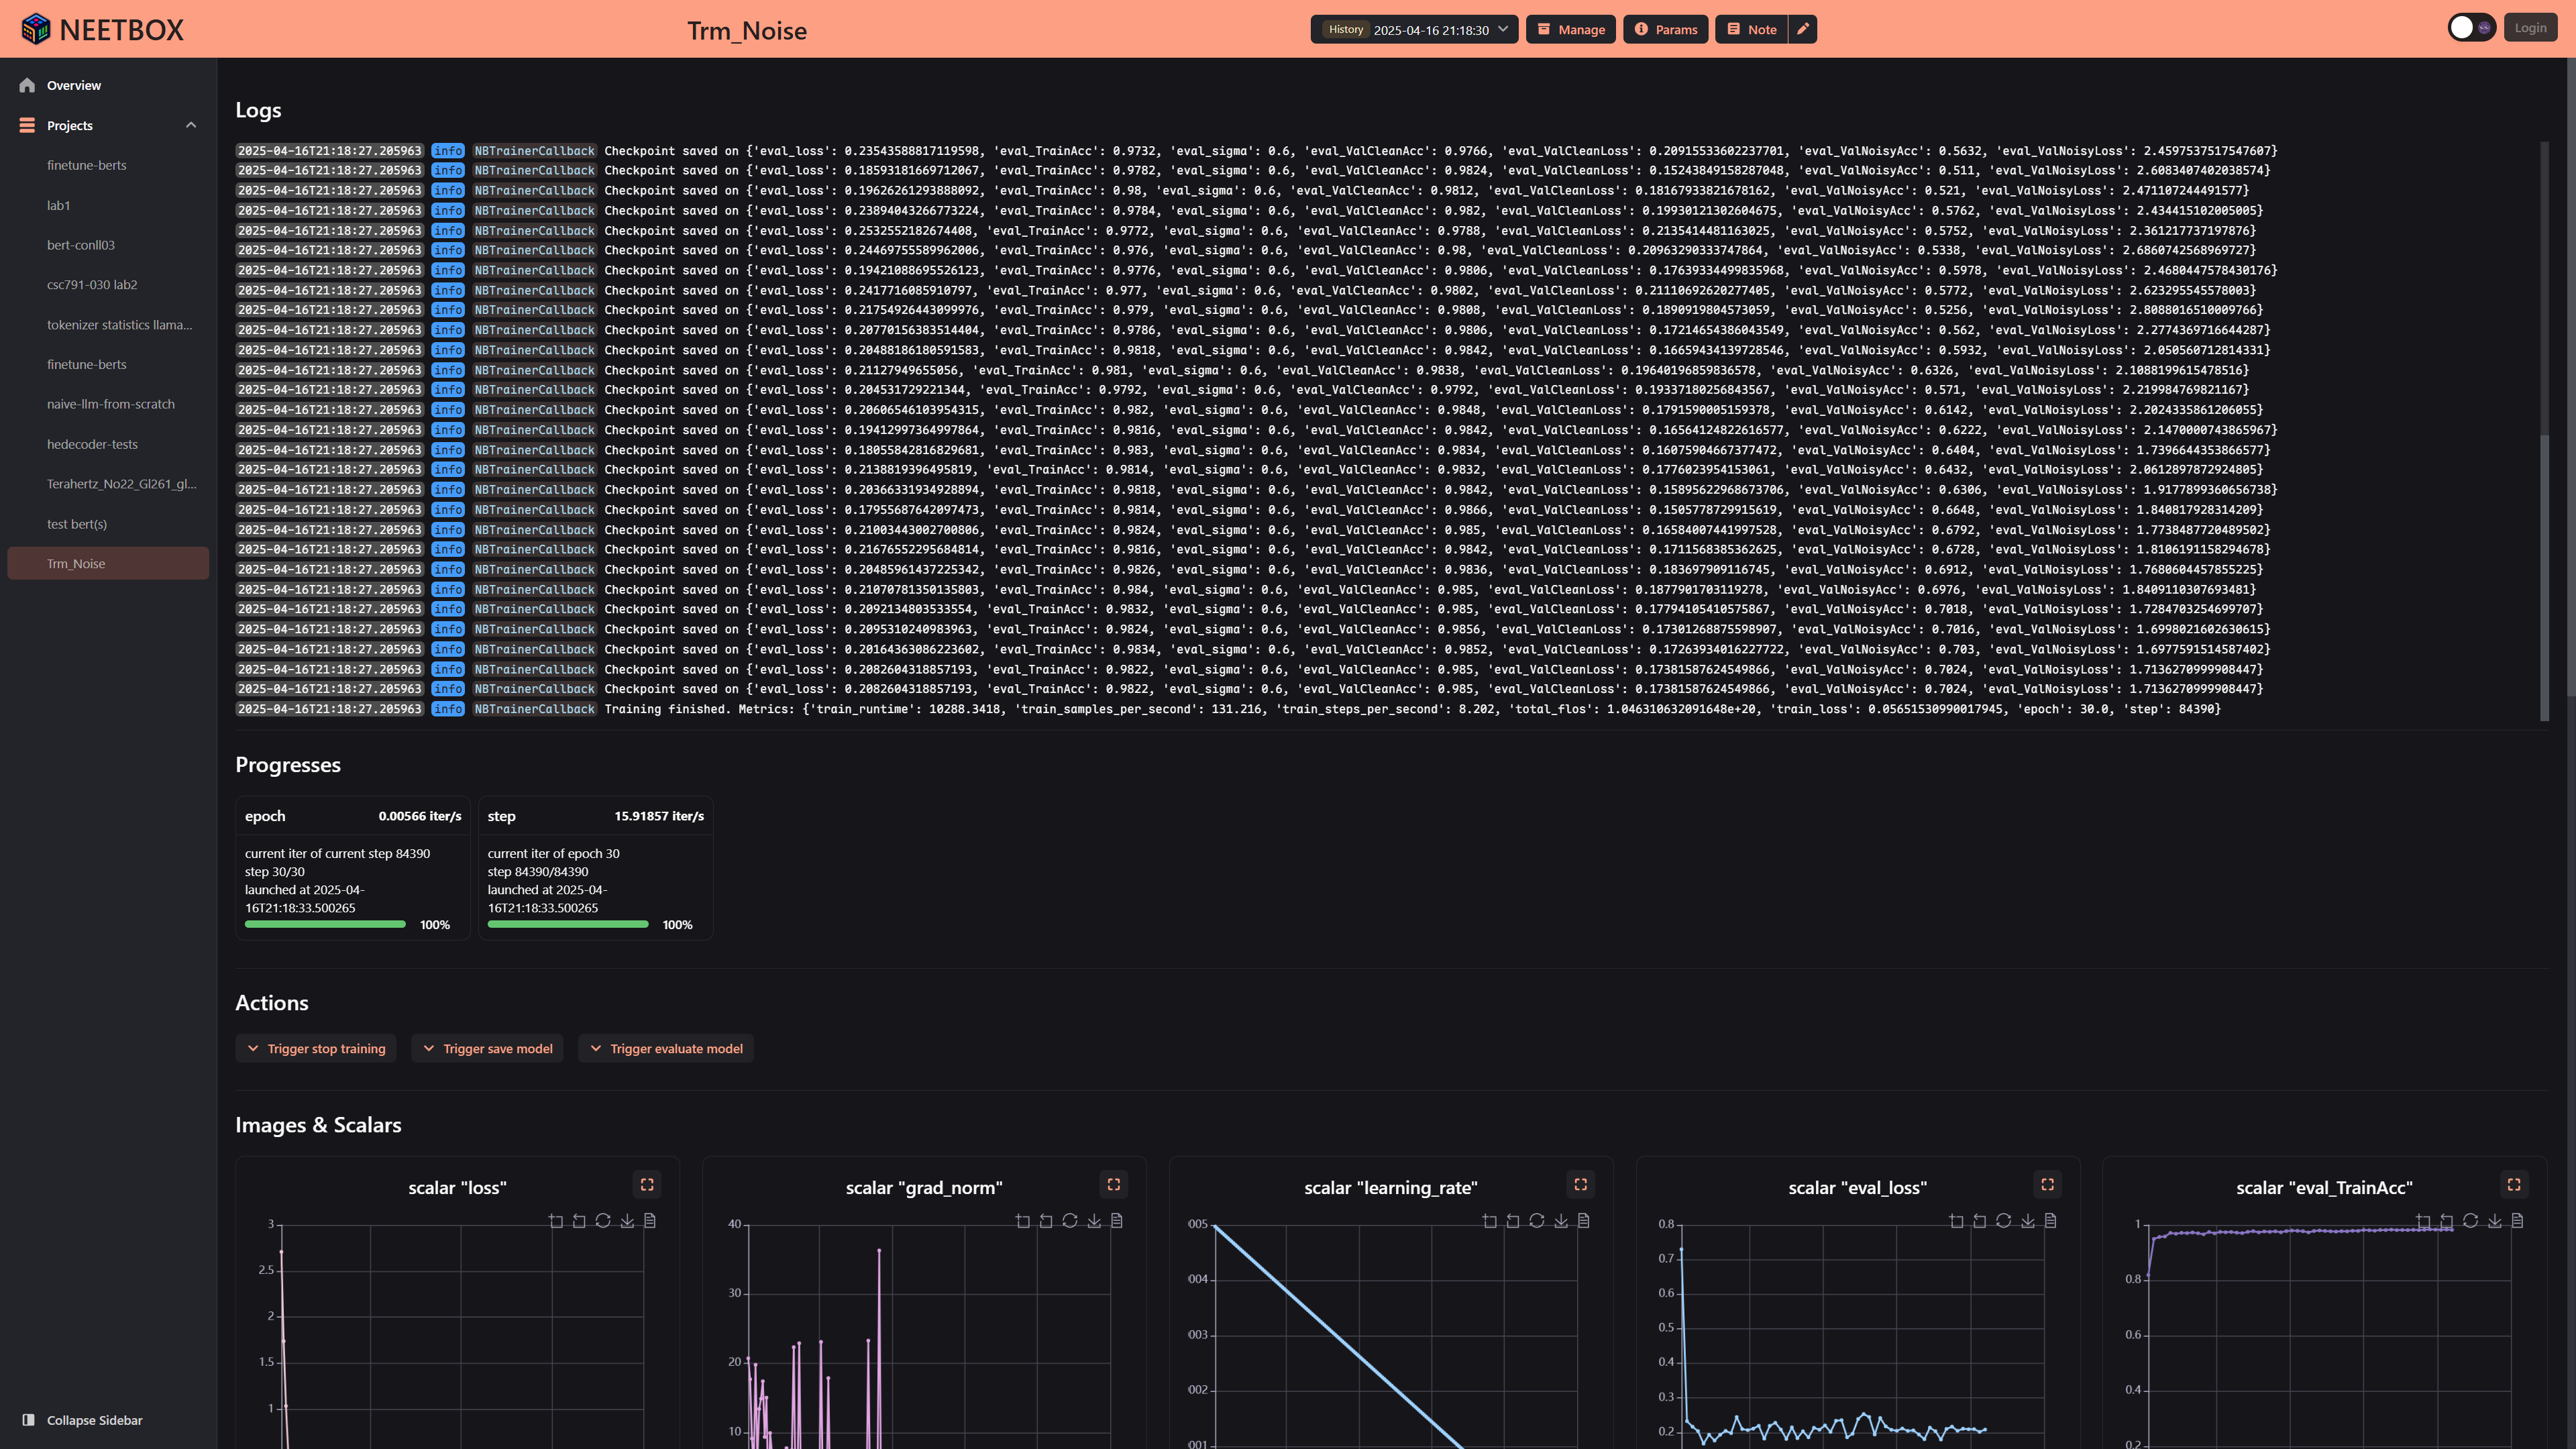 NEETBOX
Trm_Noise
History 2025-04-16 21:18:30
Manage
Params
Note
Login
Overview
Projects
finetune-berts
lab1
bert-conll03
csc791-030 lab2
tokenizer statistics llama...
finetune-berts
naive-llm-from-scratch
hedecoder-tests
Terahertz_No22_Gl261_gl...
test bert(s)
Trm_Noise
Collapse Sidebar
Logs
2025-04-16T21:18:27.205963 info NBTrainerCallback Checkpoint saved on {'eval_loss': 0.23543588817119598, 'eval_TrainAcc': 0.9732, 'eval_sigma': 0.6, 'eval_ValCleanAcc': 0.9766, 'eval_ValCleanLoss': 0.20915533602237701, 'eval_ValNoisyAcc': 0.5632, 'eval_ValNoisyLoss': 2.4597537517547607}
2025-04-16T21:18:27.205963 info NBTrainerCallback Checkpoint saved on {'eval_loss': 0.18593181669712067, 'eval_TrainAcc': 0.9782, 'eval_sigma': 0.6, 'eval_ValCleanAcc': 0.9824, 'eval_ValCleanLoss': 0.15243849158287048, 'eval_ValNoisyAcc': 0.511, 'eval_ValNoisyLoss': 2.6083407402038574}
2025-04-16T21:18:27.205963 info NBTrainerCallback Checkpoint saved on {'eval_loss': 0.19626261293888092, 'eval_TrainAcc': 0.98, 'eval_sigma': 0.6, 'eval_ValCleanAcc': 0.9812, 'eval_ValCleanLoss': 0.18167933821678162, 'eval_ValNoisyAcc': 0.521, 'eval_ValNoisyLoss': 2.471107244491577}
2025-04-16T21:18:27.205963 info NBTrainerCallback Checkpoint saved on {'eval_loss': 0.23894043266773224, 'eval_TrainAcc': 0.9784, 'eval_sigma': 0.6, 'eval_ValCleanAcc': 0.982, 'eval_ValCleanLoss': 0.19930121302604675, 'eval_ValNoisyAcc': 0.5762, 'eval_ValNoisyLoss': 2.434415102005005}
2025-04-16T21:18:27.205963 info NBTrainerCallback Checkpoint saved on {'eval_loss': 0.2532552182674408, 'eval_TrainAcc': 0.9772, 'eval_sigma': 0.6, 'eval_ValCleanAcc': 0.9788, 'eval_ValCleanLoss': 0.2135414481163025, 'eval_ValNoisyAcc': 0.5752, 'eval_ValNoisyLoss': 2.361217737197876}
2025-04-16T21:18:27.205963 info NBTrainerCallback Checkpoint saved on {'eval_loss': 0.24469755589962006, 'eval_TrainAcc': 0.976, 'eval_sigma': 0.6, 'eval_ValCleanAcc': 0.98, 'eval_ValCleanLoss': 0.209632903337478​64, 'eval_ValNoisyAcc': 0.5338, 'eval_ValNoisyLoss': 2.6860742568969727}
2025-04-16T21:18:27.205963 info NBTrainerCallback Checkpoint saved on {'eval_loss': 0.19421088695526123, 'eval_TrainAcc': 0.9776, 'eval_sigma': 0.6, 'eval_ValCleanAcc': 0.9806, 'eval_ValCleanLoss': 0.17639334499835968, 'eval_ValNoisyAcc': 0.5978, 'eval_ValNoisyLoss': 2.46804475784301​76}
2025-04-16T21:18:27.205963 info NBTrainerCallback Checkpoint saved on {'eval_loss': 0.2417716085910797, 'eval_TrainAcc': 0.977, 'eval_sigma': 0.6, 'eval_ValCleanAcc': 0.9802, 'eval_ValCleanLoss': 0.21110692620277405, 'eval_ValNoisyAcc': 0.5772, 'eval_ValNoisyLoss': 2.623295545578003}
2025-04-16T21:18:27.205963 info NBTrainerCallback Checkpoint saved on {'eval_loss': 0.21754926443099976, 'eval_TrainAcc': 0.979, 'eval_sigma': 0.6, 'eval_ValCleanAcc': 0.9808, 'eval_ValCleanLoss': 0.1890919804573059, 'eval_ValNoisyAcc': 0.5256, 'eval_ValNoisyLoss': 2.8088016510009766}
2025-04-16T21:18:27.205963 info NBTrainerCallback Checkpoint saved on {'eval_loss': 0.20770156383514404, 'eval_TrainAcc': 0.9786, 'eval_sigma': 0.6, 'eval_ValCleanAcc': 0.9806, 'eval_ValCleanLoss': 0.17214654386043549, 'eval_ValNoisyAcc': 0.562, 'eval_ValNoisyLoss': 2.2774369716644287}
2025-04-16T21:18:27.205963 info NBTrainerCallback Checkpoint saved on {'eval_loss': 0.20488186180591583, 'eval_TrainAcc': 0.9818, 'eval_sigma': 0.6, 'eval_ValCleanAcc': 0.9842, 'eval_ValCleanLoss': 0.16659434139728546, 'eval_ValNoisyAcc': 0.5932, 'eval_ValNoisyLoss': 2.050560712814331}
2025-04-16T21:18:27.205963 info NBTrainerCallback Checkpoint saved on {'eval_loss': 0.21127949655056, 'eval_TrainAcc': 0.981, 'eval_sigma': 0.6, 'eval_ValCleanAcc': 0.9838, 'eval_ValCleanLoss': 0.19640196859836578, 'eval_ValNoisyAcc': 0.6326, 'eval_ValNoisyLoss': 2.1088199615478516}
2025-04-16T21:18:27.205963 info NBTrainerCallback Checkpoint saved on {'eval_loss': 0.204531729221344, 'eval_TrainAcc': 0.9792, 'eval_sigma': 0.6, 'eval_ValCleanAcc': 0.9792, 'eval_ValCleanLoss': 0.19337180256843567, 'eval_ValNoisyAcc': 0.571, 'eval_ValNoisyLoss': 2.219984769821167}
2025-04-16T21:18:27.205963 info NBTrainerCallback Checkpoint saved on {'eval_loss': 0.20606546103954315, 'eval_TrainAcc': 0.982, 'eval_sigma': 0.6, 'eval_ValCleanAcc': 0.9848, 'eval_ValCleanLoss': 0.1791590005159378, 'eval_ValNoisyAcc': 0.6142, 'eval_ValNoisyLoss': 2.2024335861206055}
2025-04-16T21:18:27.205963 info NBTrainerCallback Checkpoint saved on {'eval_loss': 0.19412997364997864, 'eval_TrainAcc': 0.9816, 'eval_sigma': 0.6, 'eval_ValCleanAcc': 0.9842, 'eval_ValCleanLoss': 0.16564124822616577, 'eval_ValNoisyAcc': 0.6222, 'eval_ValNoisyLoss': 2.1470000743865967}
2025-04-16T21:18:27.205963 info NBTrainerCallback Checkpoint saved on {'eval_loss': 0.18055842816829681, 'eval_TrainAcc': 0.983, 'eval_sigma': 0.6, 'eval_ValCleanAcc': 0.9834, 'eval_ValCleanLoss': 0.16075904667377472, 'eval_ValNoisyAcc': 0.6404, 'eval_ValNoisyLoss': 1.7396644353866577}
2025-04-16T21:18:27.205963 info NBTrainerCallback Checkpoint saved on {'eval_loss': 0.2138819396495819, 'eval_TrainAcc': 0.9814, 'eval_sigma': 0.6, 'eval_ValCleanAcc': 0.9832, 'eval_ValCleanLoss': 0.1776023954153061, 'eval_ValNoisyAcc': 0.6432, 'eval_ValNoisyLoss': 2.0612897872924805}
2025-04-16T21:18:27.205963 info NBTrainerCallback Checkpoint saved on {'eval_loss': 0.20366331934928894, 'eval_TrainAcc': 0.9818, 'eval_sigma': 0.6, 'eval_ValCleanAcc': 0.9842, 'eval_ValCleanLoss': 0.15895622968673706, 'eval_ValNoisyAcc': 0.6306, 'eval_ValNoisyLoss': 1.9177899360656738}
2025-04-16T21:18:27.205963 info NBTrainerCallback Checkpoint saved on {'eval_loss': 0.17955687642097473, 'eval_TrainAcc': 0.9814, 'eval_sigma': 0.6, 'eval_ValCleanAcc': 0.9866, 'eval_ValCleanLoss': 0.1505778729915619, 'eval_ValNoisyAcc': 0.6648, 'eval_ValNoisyLoss': 1.840817928314209}
2025-04-16T21:18:27.205963 info NBTrainerCallback Checkpoint saved on {'eval_loss': 0.21003443002700806, 'eval_TrainAcc': 0.9824, 'eval_sigma': 0.6, 'eval_ValCleanAcc': 0.985, 'eval_ValCleanLoss': 0.16584007441997528, 'eval_ValNoisyAcc': 0.6792, 'eval_ValNoisyLoss': 1.7738487720489502}
2025-04-16T21:18:27.205963 info NBTrainerCallback Checkpoint saved on {'eval_loss': 0.21676552295684814, 'eval_TrainAcc': 0.9816, 'eval_sigma': 0.6, 'eval_ValCleanAcc': 0.9842, 'eval_ValCleanLoss': 0.1711568385362625, 'eval_ValNoisyAcc': 0.6728, 'eval_ValNoisyLoss': 1.8106191158294678}
2025-04-16T21:18:27.205963 info NBTrainerCallback Checkpoint saved on {'eval_loss': 0.20485961437225342, 'eval_TrainAcc': 0.9826, 'eval_sigma': 0.6, 'eval_ValCleanAcc': 0.9836, 'eval_ValCleanLoss': 0.183697909116745, 'eval_ValNoisyAcc': 0.6912, 'eval_ValNoisyLoss': 1.7680604457855225}
2025-04-16T21:18:27.205963 info NBTrainerCallback Checkpoint saved on {'eval_loss': 0.21070781350135803, 'eval_TrainAcc': 0.984, 'eval_sigma': 0.6, 'eval_ValCleanAcc': 0.985, 'eval_ValCleanLoss': 0.1877901703119278, 'eval_ValNoisyAcc': 0.6976, 'eval_ValNoisyLoss': 1.8409110307693481}
2025-04-16T21:18:27.205963 info NBTrainerCallback Checkpoint saved on {'eval_loss': 0.2092134803533554, 'eval_TrainAcc': 0.9832, 'eval_sigma': 0.6, 'eval_ValCleanAcc': 0.985, 'eval_ValCleanLoss': 0.17794105410575867, 'eval_ValNoisyAcc': 0.7018, 'eval_ValNoisyLoss': 1.7284703254699707}
2025-04-16T21:18:27.205963 info NBTrainerCallback Checkpoint saved on {'eval_loss': 0.2095310240983963, 'eval_TrainAcc': 0.9824, 'eval_sigma': 0.6, 'eval_ValCleanAcc': 0.9856, 'eval_ValCleanLoss': 0.17301268875598907, 'eval_ValNoisyAcc': 0.7016, 'eval_ValNoisyLoss': 1.6998021602630615}
2025-04-16T21:18:27.205963 info NBTrainerCallback Checkpoint saved on {'eval_loss': 0.20164363086223602, 'eval_TrainAcc': 0.9834, 'eval_sigma': 0.6, 'eval_ValCleanAcc': 0.9852, 'eval_ValCleanLoss': 0.17263934016227722, 'eval_ValNoisyAcc': 0.703, 'eval_ValNoisyLoss': 1.6977591514587402}
2025-04-16T21:18:27.205963 info NBTrainerCallback Checkpoint saved on {'eval_loss': 0.2082604318857193, 'eval_TrainAcc': 0.9822, 'eval_sigma': 0.6, 'eval_ValCleanAcc': 0.985, 'eval_ValCleanLoss': 0.17381587624549866, 'eval_ValNoisyAcc': 0.7024, 'eval_ValNoisyLoss': 1.7136270999908447}
2025-04-16T21:18:27.205963 info NBTrainerCallback Checkpoint saved on {'eval_loss': 0.2082604318857193, 'eval_TrainAcc': 0.9822, 'eval_sigma': 0.6, 'eval_ValCleanAcc': 0.985, 'eval_ValCleanLoss': 0.17381587624549866, 'eval_ValNoisyAcc': 0.7024, 'eval_ValNoisyLoss': 1.7136270999908447}
2025-04-16T21:18:27.205963 info NBTrainerCallback Training finished. Metrics: {'train_runtime': 10288.3418, 'train_samples_per_second': 131.216, 'train_steps_per_second': 8.202, 'total_flos': 1.046310632091648e+20, 'train_loss': 0.05651530990017945, 'epoch': 30.0, 'step': 84390}
Progresses
epoch 0.00566 iter/s
current iter of current step 84390
step 30/30
launched at 2025-04-
16T21:18:33.500265
100%
step 15.91857 iter/s
current iter of epoch 30
step 84390/84390
launched at 2025-04-
16T21:18:33.500265
100%
Actions
Trigger stop training
Trigger save model
Trigger evaluate model
Images & Scalars
scalar "loss"
3
2.5
2
1.5
1
scalar "grad_norm"
40
30
20
10
scalar "learning_rate"
005
004
003
002
001
scalar "eval_loss"
0.8
0.7
0.6
0.5
0.4
0.3
0.2
scalar "eval_TrainAcc"
1
0.8
0.6
0.4
0.2